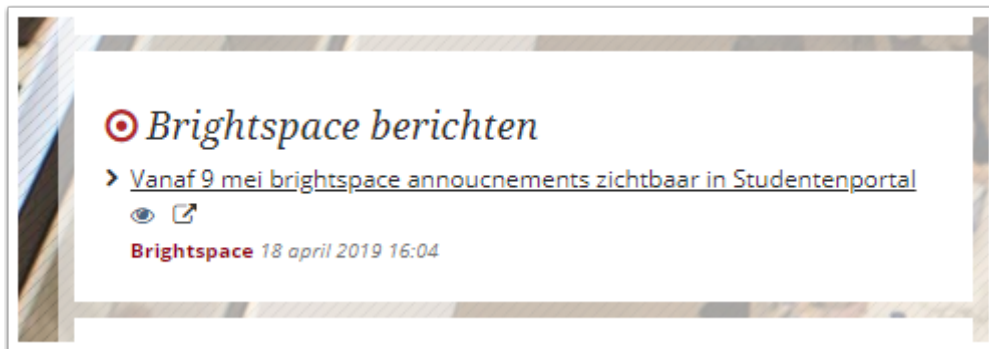 Brightspace berichten
Vanaf 9 mei brightspace annoucnements zichtbaar in Studentenportal
Brightspace 18 april 2019 16:04